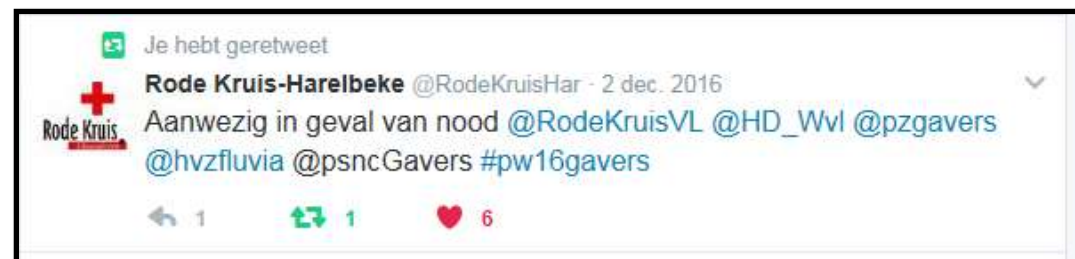 Je hebt geretweet
Rode Kruis-Harelbeke @RodeKruisHar · 2 dec. 2016
Rode Kruis
Aanwezig in geval van nood @RodeKruisVL @HD_Wvl @pzgavers
@hvzfluvia @psncGavers #pw16gavers
1 1 6